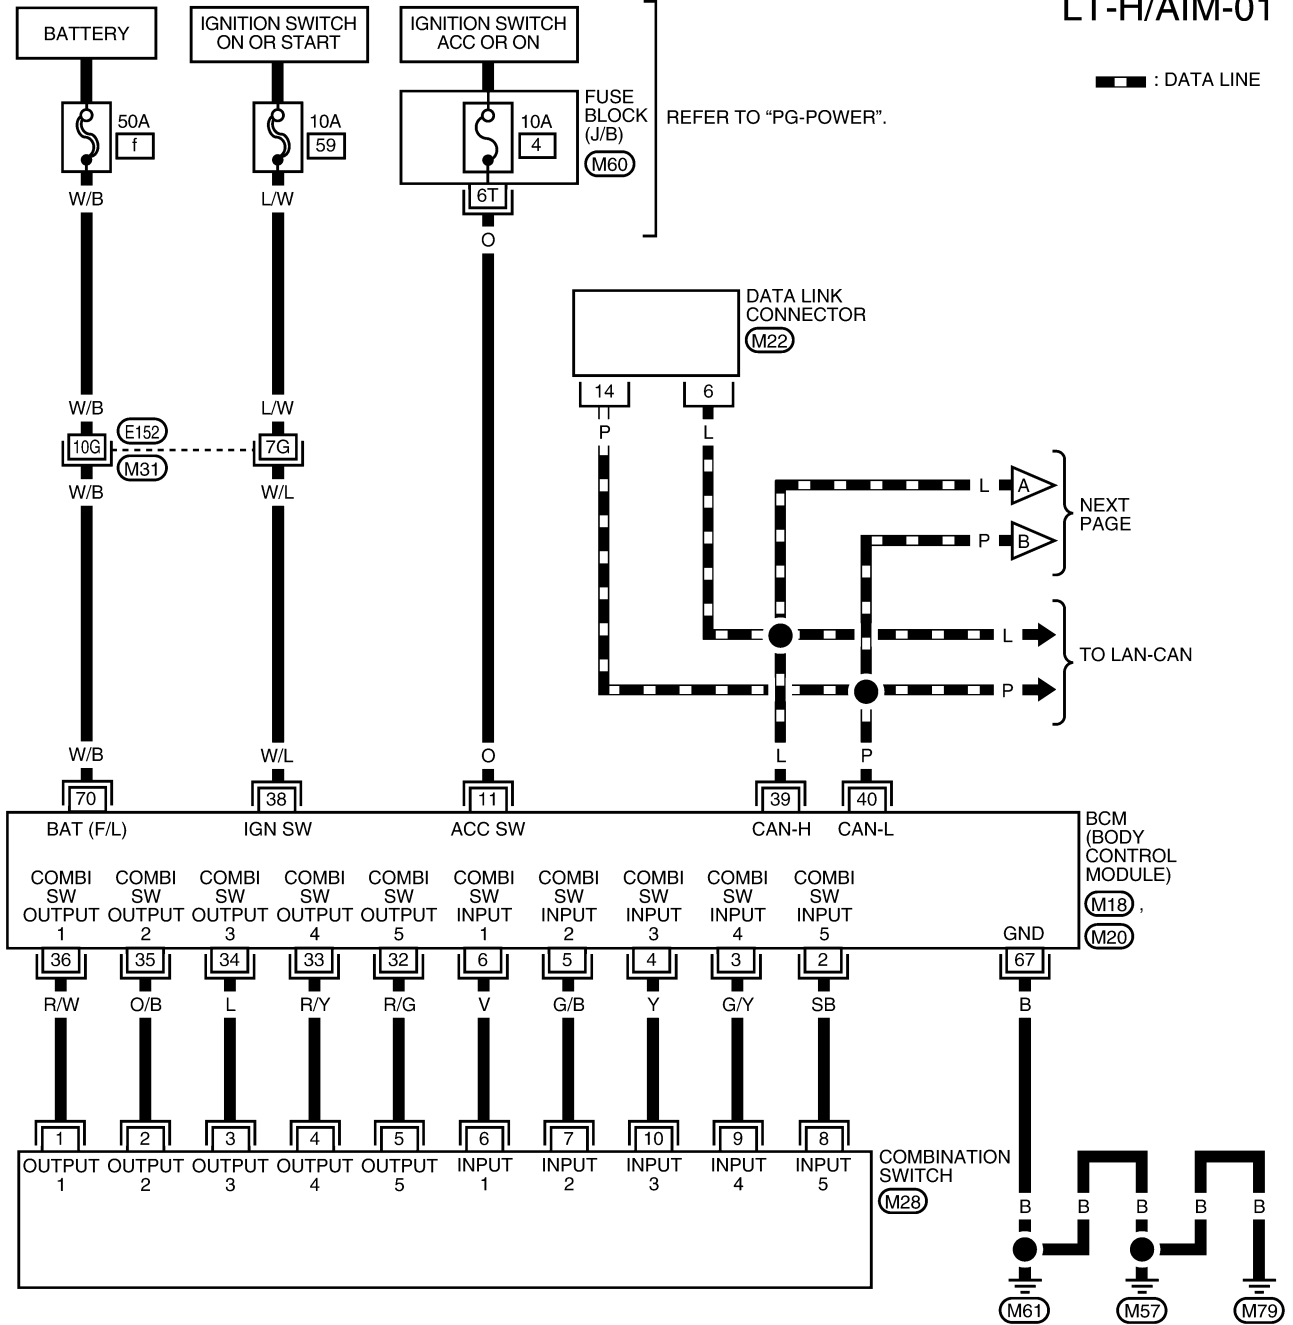 LT-H/AIM-01
: DATA LINE
BATTERY
IGNITION SWITCH
ON OR START
IGNITION SWITCH
ACC OR ON
50A
f
10A
59
10A
4
FUSE
BLOCK
(J/B)
M60
REFER TO “PG-POWER”.
6T
W/B
L/W
O
DATA LINK
CONNECTOR
M22
14
6
P
L
W/B
L/W
10G
E152
M31
7G
W/B
W/L
L
A
P
B
NEXT
PAGE
L
P
TO LAN-CAN
W/B
W/L
O
L
P
70
38
11
39
40
BAT (F/L)
IGN SW
ACC SW
CAN-H
CAN-L
BCM
(BODY
CONTROL
MODULE)
M18 ,
M20
COMBI
SW
OUTPUT
1
COMBI
SW
OUTPUT
2
COMBI
SW
OUTPUT
3
COMBI
SW
OUTPUT
4
COMBI
SW
OUTPUT
5
COMBI
SW
INPUT
1
COMBI
SW
INPUT
2
COMBI
SW
INPUT
3
COMBI
SW
INPUT
4
COMBI
SW
INPUT
5
GND
36
35
34
33
32
6
5
4
3
2
67
R/W
O/B
L
R/Y
R/G
V
G/B
Y
G/Y
SB
B
1
2
3
4
5
6
7
10
9
8
OUTPUT
1
OUTPUT
2
OUTPUT
3
OUTPUT
4
OUTPUT
5
INPUT
1
INPUT
2
INPUT
3
INPUT
4
INPUT
5
COMBINATION
SWITCH
M28
B
B
B
B
B
M61
M57
M79